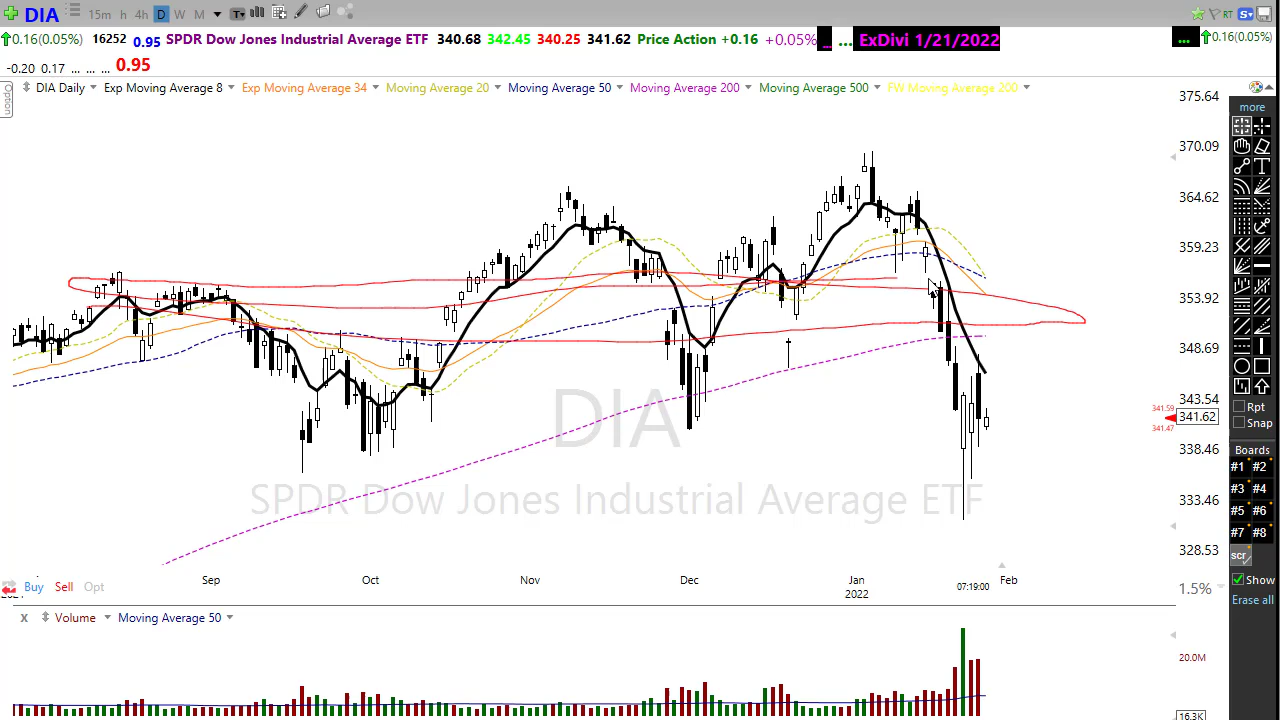 DIA 15m h 4h D W M T RT S
0.16(0.05%) 16252 0.95 SPDR Dow Jones Industrial Average ETF 340.68 342.45 340.25 341.62 Price Action +0.16 +0.05% ... ExDivi 1/21/2022 ... 0.16(0.05%)
-0.20 0.17 ... ... ... 0.95
DIA Daily Exp Moving Average 8 Exp Moving Average 34 Moving Average 20 Moving Average 50 Moving Average 200 Moving Average 500 FW Moving Average 200
Option
375.64
370.09
364.62
359.23
353.92
348.69
343.54
341.59
341.62
341.47
338.46
333.46
328.53
DIA
SPDR Dow Jones Industrial Average ETF
Sep Oct Nov Dec Jan Feb
2022 07:19:00
Buy Sell Opt 1.5%
X Volume Moving Average 50
20.0M
16.3K
more
T
Rpt
Snap
Boards
#1 #2
#3 #4
#5 #6
#7 #8
scr
Show
Erase all